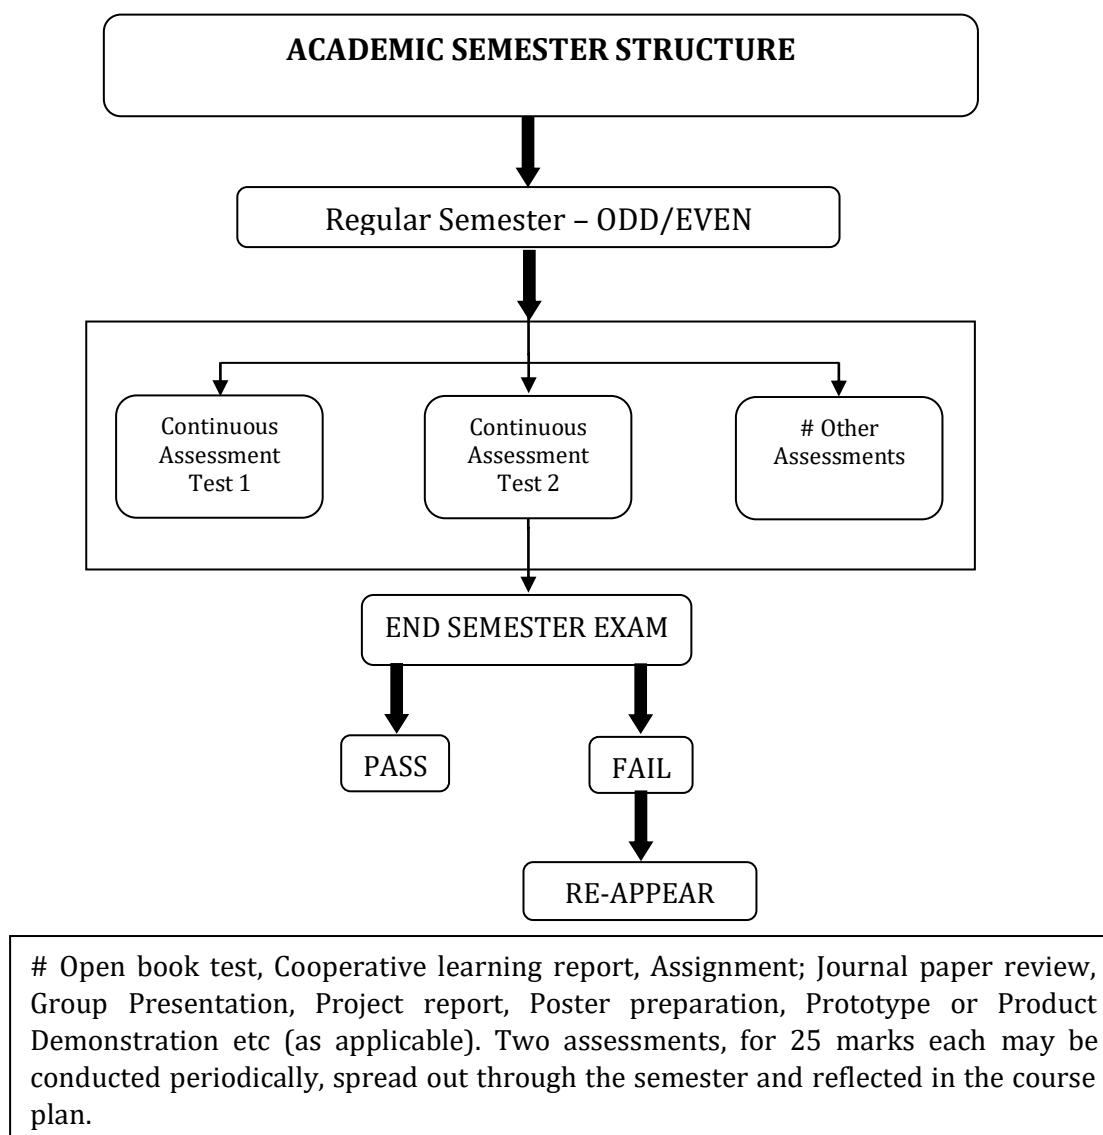 ACADEMIC SEMESTER STRUCTURE
Regular Semester – ODD/EVEN
Continuous
Assessment
Test 1
Continuous
Assessment
Test 2
# Other
Assessments
END SEMESTER EXAM
PASS
FAIL
RE-APPEAR
# Open book test, Cooperative learning report, Assignment; Journal paper review,
Group Presentation, Project report, Poster preparation, Prototype or Product
Demonstration etc (as applicable). Two assessments, for 25 marks each may be
conducted periodically, spread out through the semester and reflected in the course
plan.